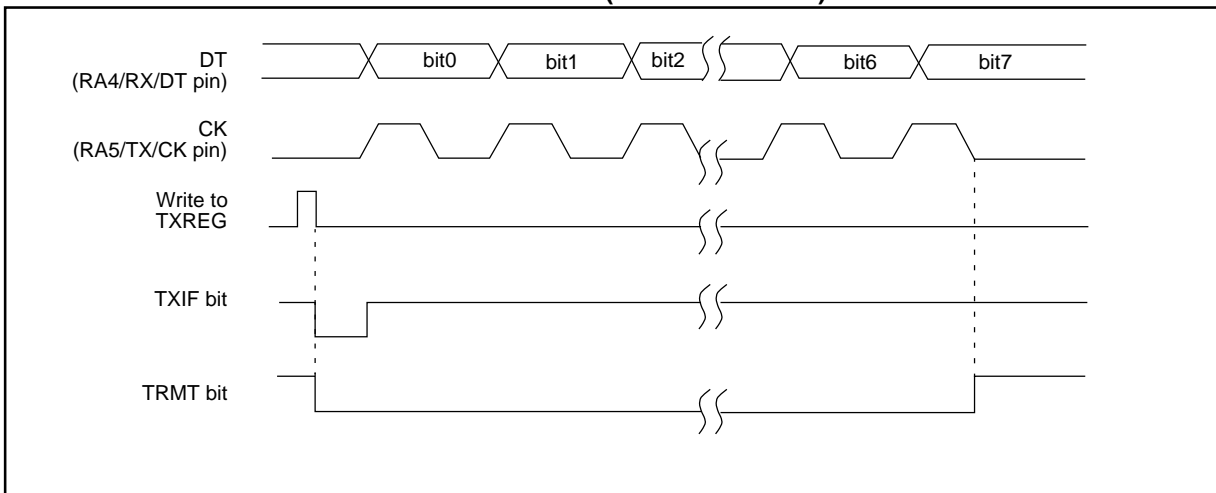 DT
(RA4/RX/DT pin)
bit0 bit1 bit2 bit6 bit7
CK
(RA5/TX/CK pin)
Write to
TXREG
TXIF bit
TRMT bit